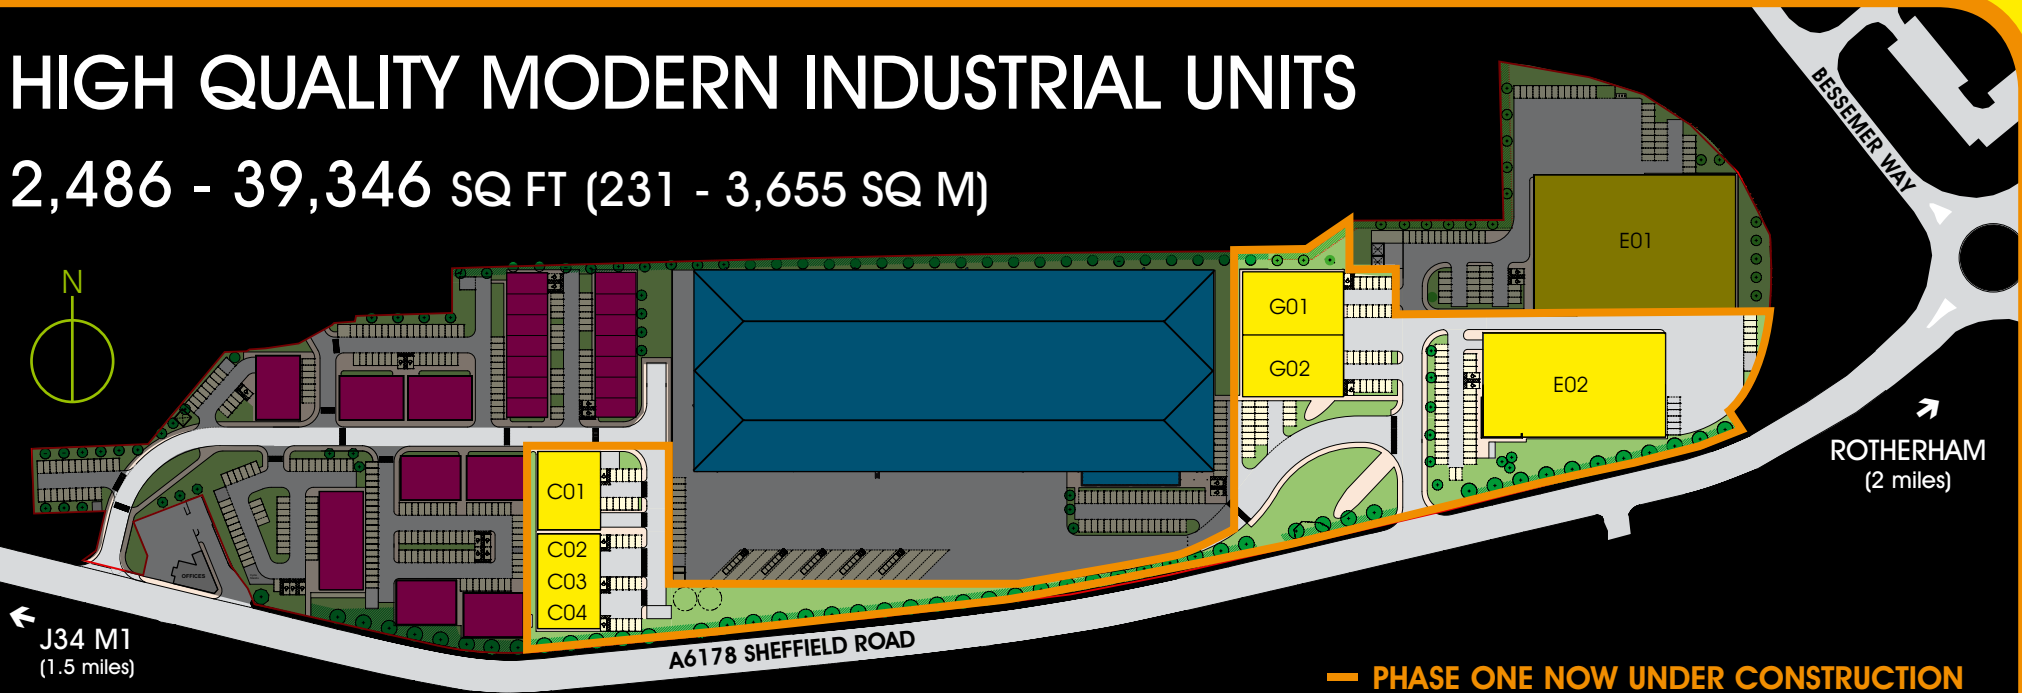 HIGH QUALITY MODERN INDUSTRIAL UNITS
2,486 - 39,346 SQ FT (231 - 3,655 SQ M)
N
BESSEMER WAY
E01
G01
G02
E02
ROTHERHAM
(2 miles)
C01
C02
C03
C04
OFFICES
J34 M1
(1.5 miles)
A6178 SHEFFIELD ROAD
PHASE ONE NOW UNDER CONSTRUCTION